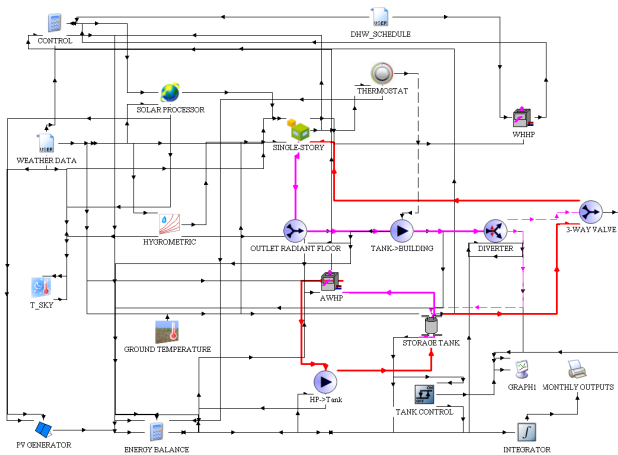 DHW_SCHEDULE
CONTROL
THERMOSTAT
SOLAR PROCESSOR
WHHP
SINGLE-STORY
WEATHER DATA
3-WAY VALVE
HYGROMETRIC
OUTLET RADIANT FLOOR
TANK->BUILDING
DIVERTER
AWHP
T_SKY
STORAGE TANK
GROUND TEMPERATURE
GRAPH1
MONTHLY OUTPUTS
HP->Tank
TANK CONTROL
PV GENERATOR
ENERGY BALANCE
INTEGRATOR